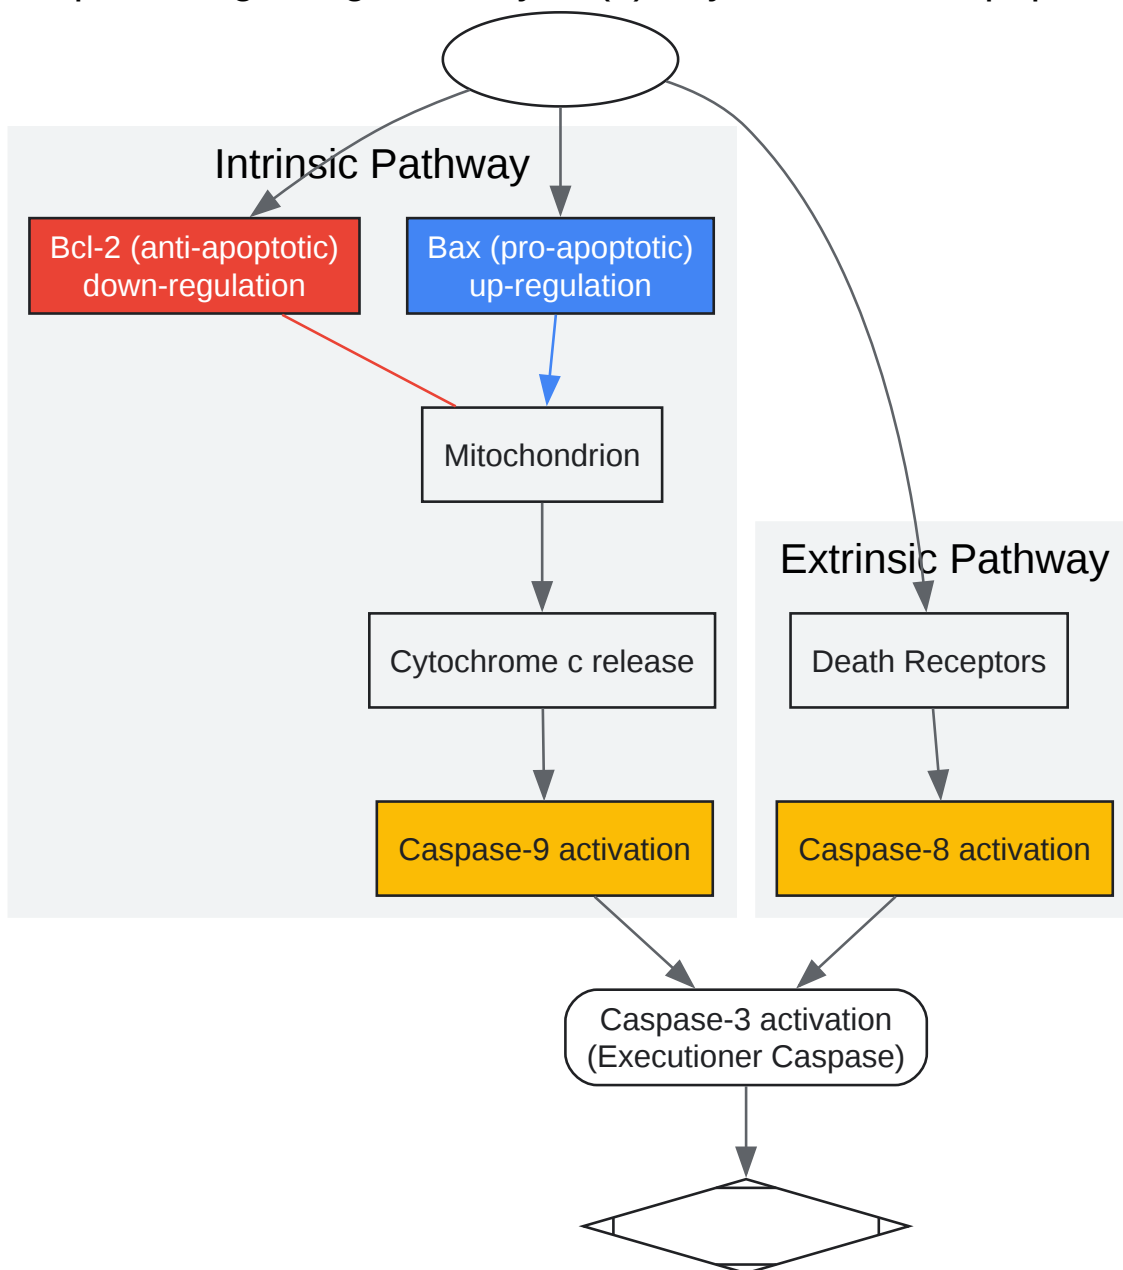 Intrinsic Pathway
Bcl-2 (anti-apoptotic)
down-regulation
Bax (pro-apoptotic)
up-regulation
Mitochondrion
Extrinsic Pathway
Cytochrome c release
Death Receptors
Caspase-9 activation
Caspase-8 activation
Caspase-3 activation
(Executioner Caspase)